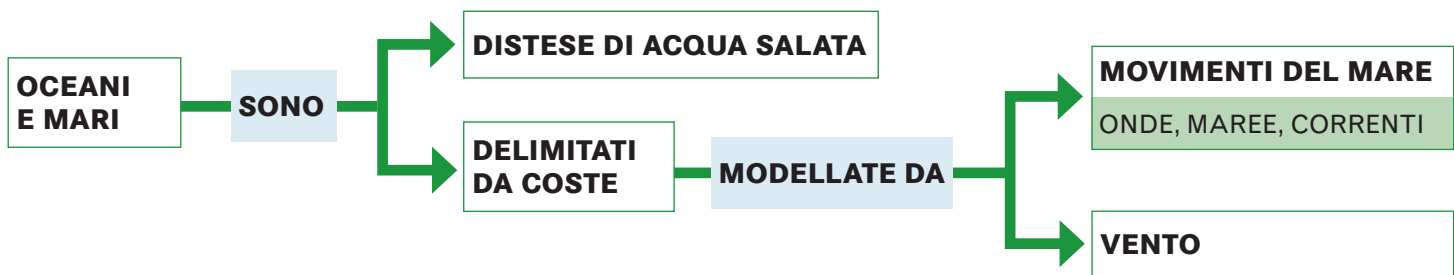 OCEANI
E MARI
SONO
DISTESE DI ACQUA SALATA
DELIMITATI
DA COSTE
MODELLATE DA
MOVIMENTI DEL MARE
ONDE, MAREE, CORRENTI
VENTO